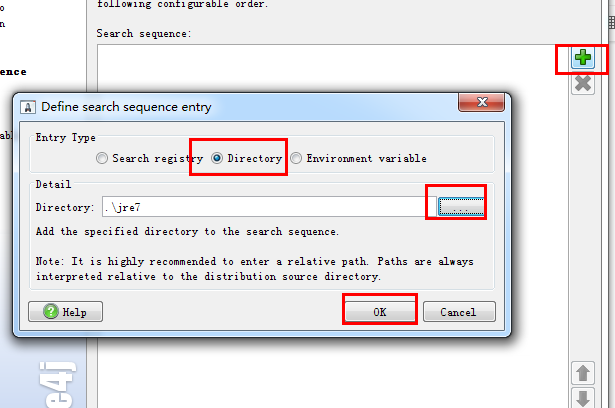 following configurable order.
Search sequence:
ence
Define search sequence entry
Entry Type
Search registry
Directory
Environment variable
Detail
Directory:
.\jre7
...
Add the specified directory to the search sequence.
Note: It is highly recommended to enter a relative path. Paths are always
interpreted relative to the distribution source directory.
Help
OK
Cancel
e4j